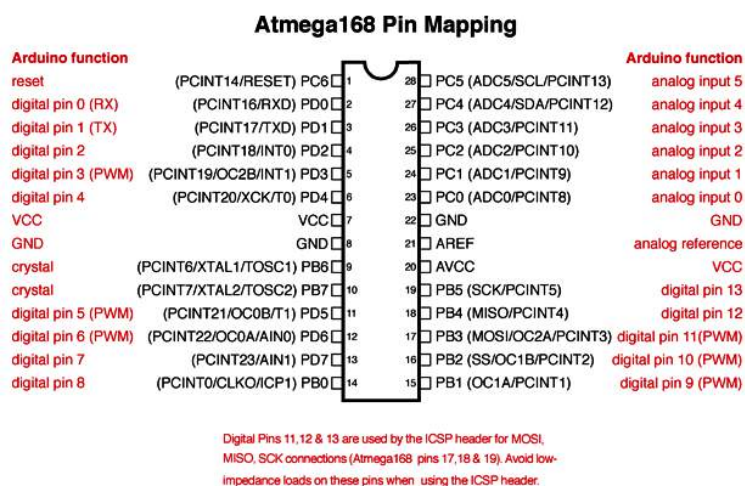 Atmega168 Pin Mapping
Arduino function Arduino function
reset (PCINT14/RESET) PC6 1 28 PC5 (ADC5/SCL/PCINT13) analog input 5
digital pin 0 (RX) (PCINT16/RXD) PD0 2 27 PC4 (ADC4/SDA/PCINT12) analog input 4
digital pin 1 (TX) (PCINT17/TXD) PD1 3 26 PC3 (ADC3/PCINT11) analog input 3
digital pin 2 (PCINT18/INT0) PD2 4 25 PC2 (ADC2/PCINT10) analog input 2
digital pin 3 (PWM) (PCINT19/OC2B/INT1) PD3 5 24 PC1 (ADC1/PCINT9) analog input 1
digital pin 4 (PCINT20/XCK/T0) PD4 6 23 PC0 (ADC0/PCINT8) analog input 0
VCC VCC 7 22 GND GND
GND GND 8 21 AREF analog reference
crystal (PCINT6/XTAL1/TOSC1) PB6 9 20 AVCC VCC
crystal (PCINT7/XTAL2/TOSC2) PB7 10 19 PB5 (SCK/PCINT5) digital pin 13
digital pin 5 (PWM) (PCINT21/OC0B/T1) PD5 11 18 PB4 (MISO/PCINT4) digital pin 12
digital pin 6 (PWM) (PCINT22/OC0A/AIN0) PD6 12 17 PB3 (MOSI/OC2A/PCINT3) digital pin 11(PWM)
digital pin 7 (PCINT23/AIN1) PD7 13 16 PB2 (SS/OC1B/PCINT2) digital pin 10 (PWM)
digital pin 8 (PCINT0/CLKO/ICP1) PB0 14 15 PB1 (OC1A/PCINT1) digital pin 9 (PWM)
Digital Pins 11,12 & 13 are used by the ICSP header for MOSI,
MISO, SCK connections (Atmega168 pins 17,18 & 19). Avoid low-
impedance loads on these pins when using the ICSP header.